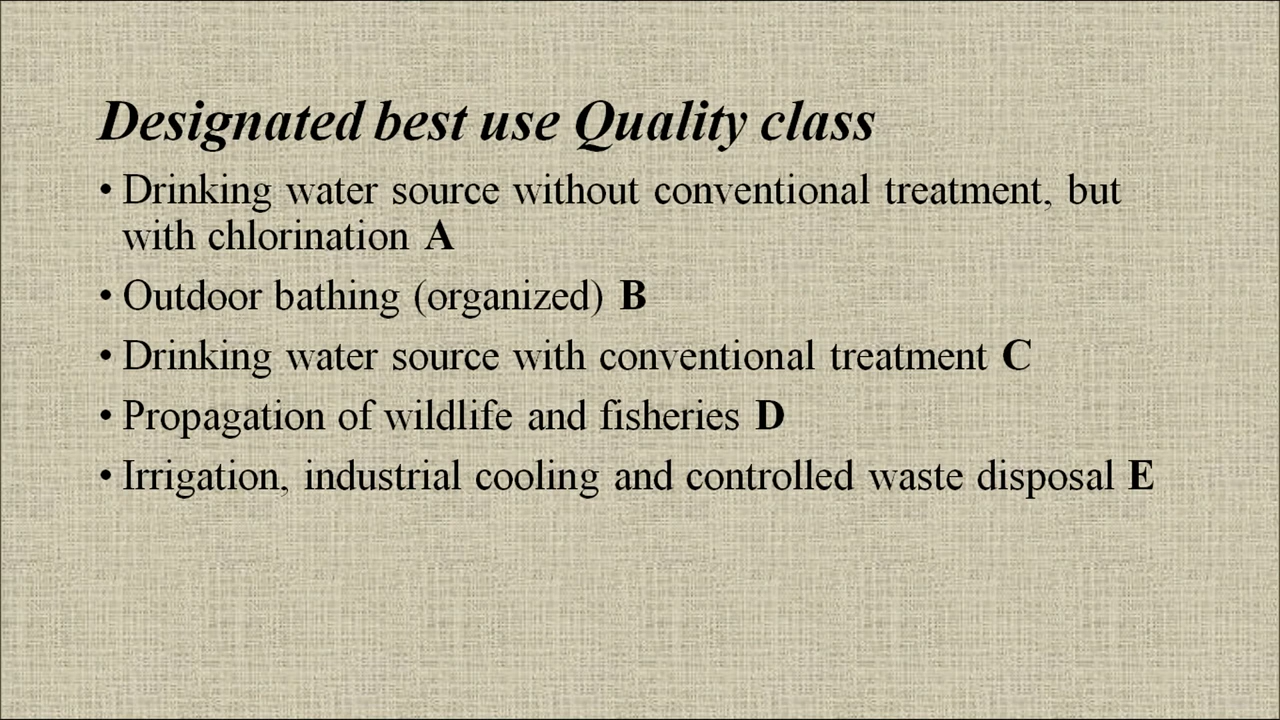 Designated best use Quality class
• Drinking water source without conventional treatment, but
with chlorination A
• Outdoor bathing (organized) B
• Drinking water source with conventional treatment C
• Propagation of wildlife and fisheries D
• Irrigation, industrial cooling and controlled waste disposal E